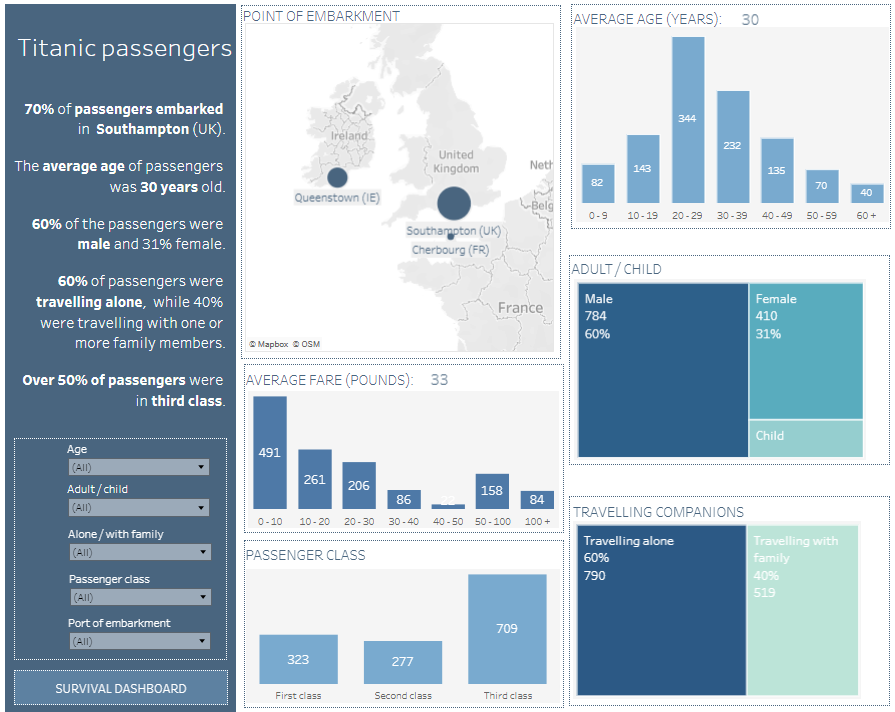 Titanic passengers
70% of passengers embarked
in Southampton (UK).
The average age of passengers
was 30 years old.
60% of the passengers were
male and 31% female.
60% of passengers were
travelling alone, while 40%
were travelling with one or
more family members.
Over 50% of passengers were
in third class.
Age
(All)
Adult / child
(All)
Alone / with family
(All)
Passenger class
(All)
Port of embarkment
(All)
SURVIVAL DASHBOARD
POINT OF EMBARKMENT
Ireland
United
Kingdom
Neth
Belg
Queenstown (IE)
Southampton (UK)
Cherbourg (FR)
France
© Mapbox © OSM
AVERAGE FARE (POUNDS): 33
491
261
206
86
22
158
84
0 - 10
10 - 20
20 - 30
30 - 40
40 - 50
50 - 100
100 +
PASSENGER CLASS
323
277
709
First class
Second class
Third class
AVERAGE AGE (YEARS): 30
82
143
344
232
135
70
40
0 - 9
10 - 19
20 - 29
30 - 39
40 - 49
50 - 59
60 +
ADULT / CHILD
Male
784
60%
Female
410
31%
Child
TRAVELLING COMPANIONS
Travelling alone
60%
790
Travelling with
family
40%
519